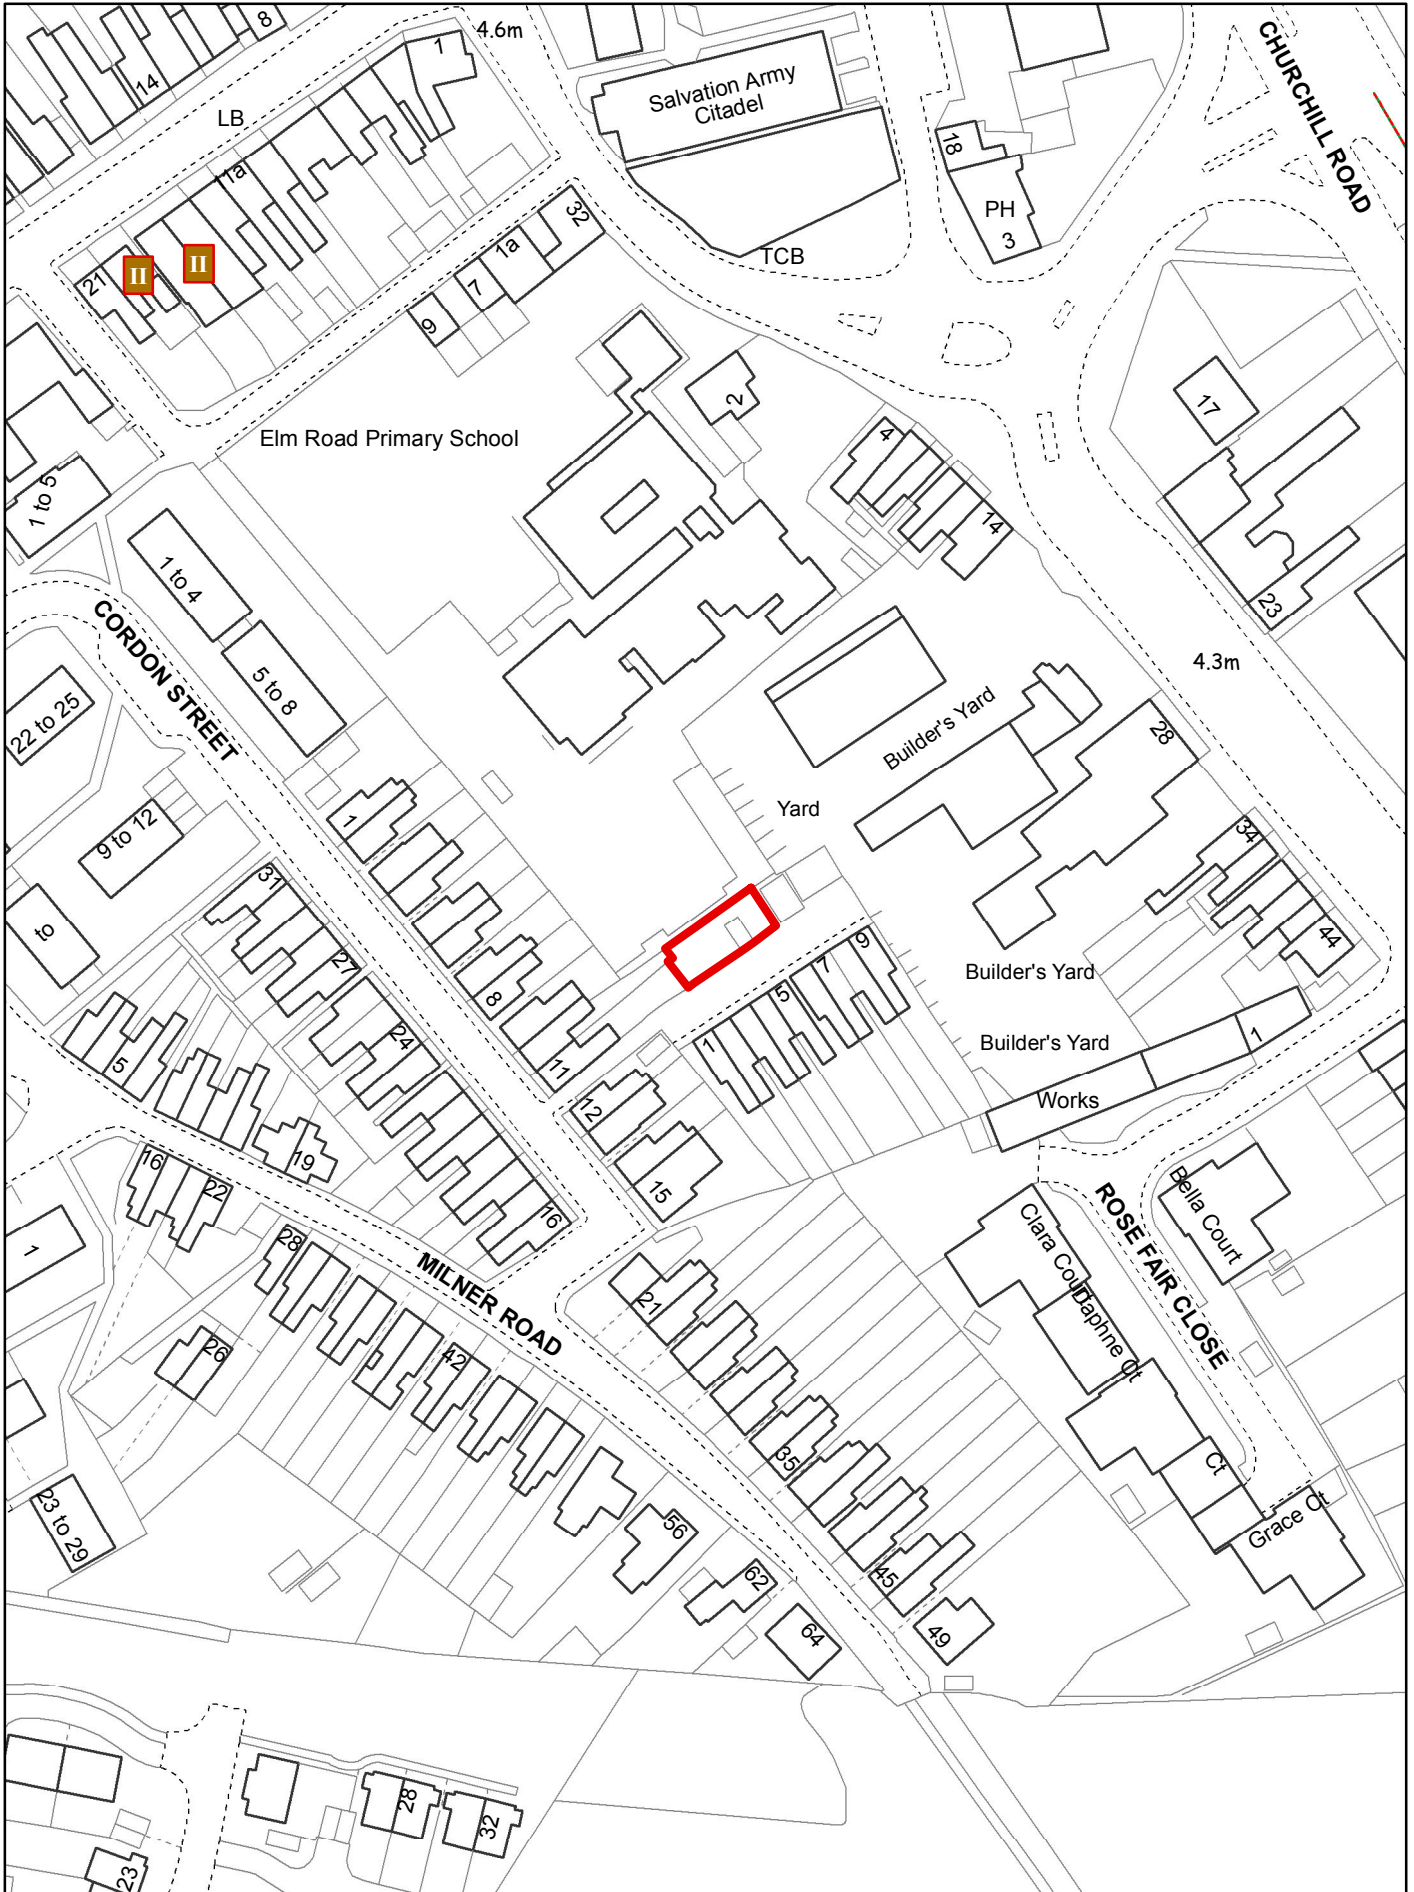 8
4.6m
1
14
CHURCHILL ROAD
Salvation Army
Citadel
LB
18
11a
PH
3
32
1a
TCB
II
II
21
7
9
17
2
4
Elm Road Primary School
1 to 5
14
1 to 4
23
CORDON STREET
4.3m
5 to 8
22 to 25
Builder's Yard
28
Yard
1
9 to 12
34
31
to
44
9
27
7
Builder's Yard
8
5
24
1
Builder's Yard
1
11
5
Works
12
19
16
22
15
Bella Court
ROSE FAIR CLOSE
Clara Court
16
1
28
MILNER ROAD
21
Daphne Ct
26
42
35
Ct
23 to 29
56
Grace Ct
45
62
64
49
28
32
23